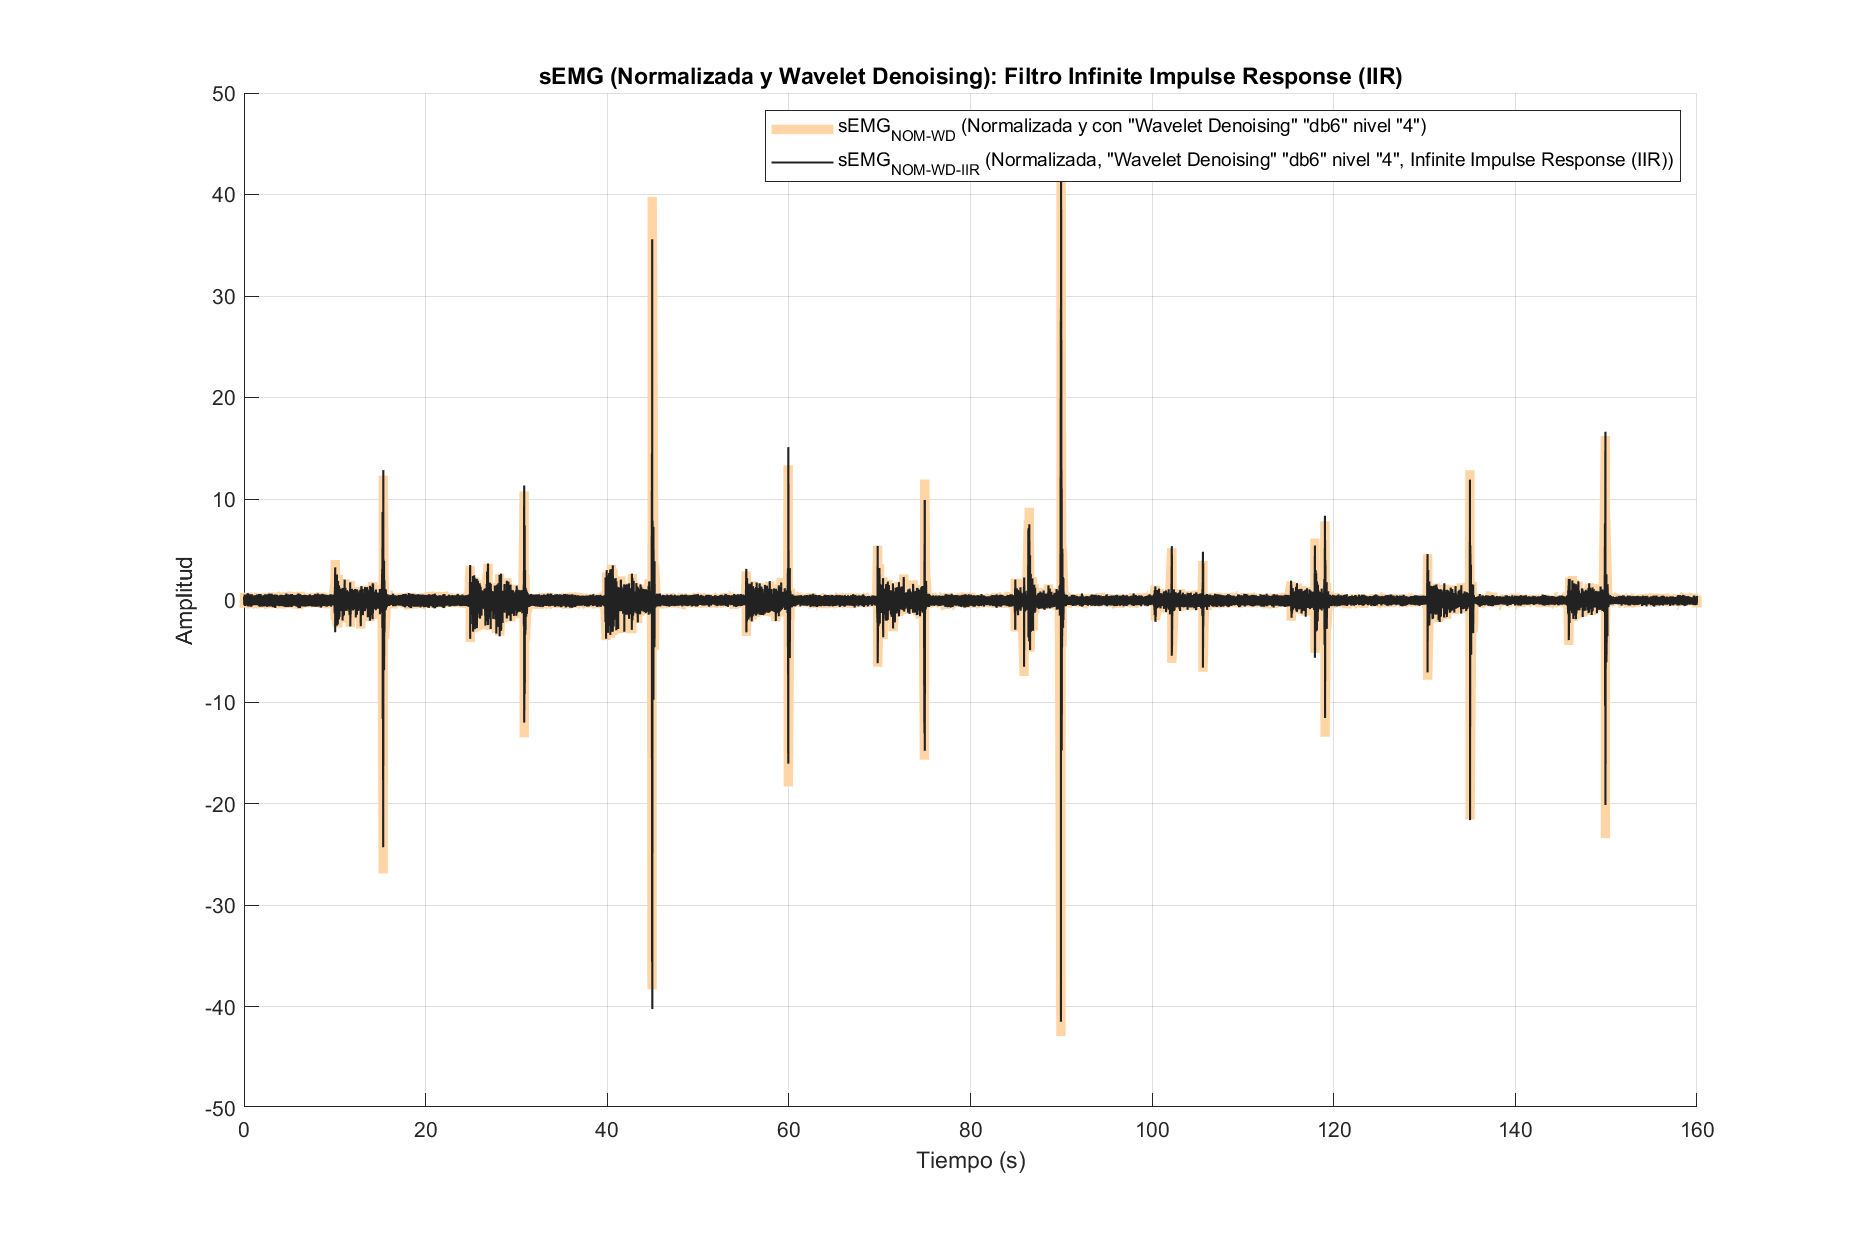 sEMG (Normalizada y Wavelet Denoising): Filtro Infinite Impulse Response (IIR)
sEMG_NOM-WD (Normalizada y con "Wavelet Denoising" "db6" nivel "4")
sEMG_NOM-WD-IIR (Normalizada, "Wavelet Denoising" "db6" nivel "4", Infinite Impulse Response (IIR))
50
40
30
20
10
0
-10
-20
-30
-40
-50
Amplitud
0 20 40 60 80 100 120 140 160
Tiempo (s)